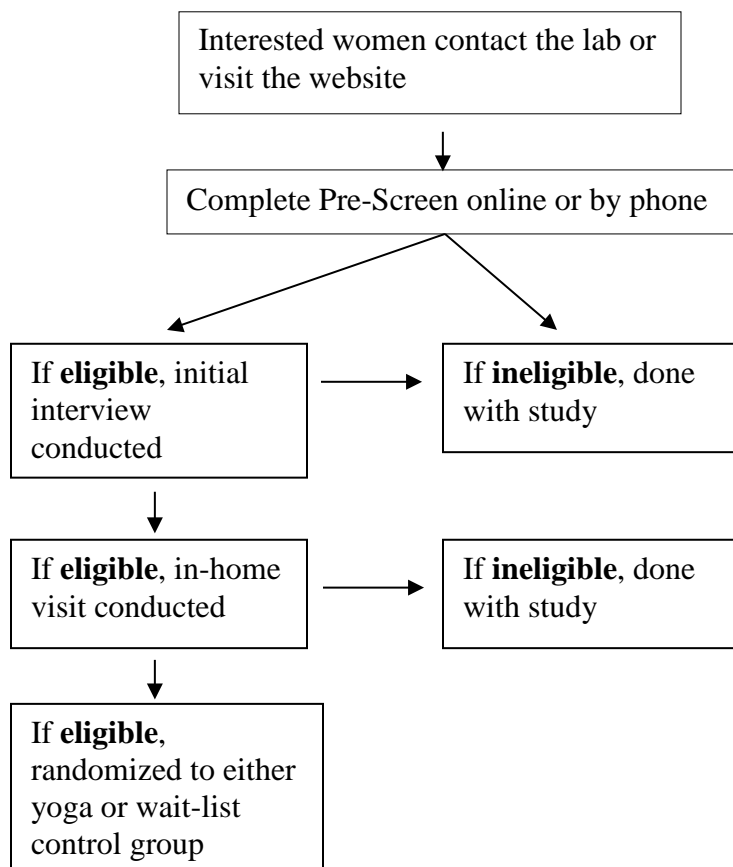 Interested women contact the lab or
visit the website
Complete Pre-Screen online or by phone
If eligible, initial
interview
conducted
If ineligible, done
with study
If eligible, in-home
visit conducted
If ineligible, done
with study
If eligible,
randomized to either
yoga or wait-list
control group